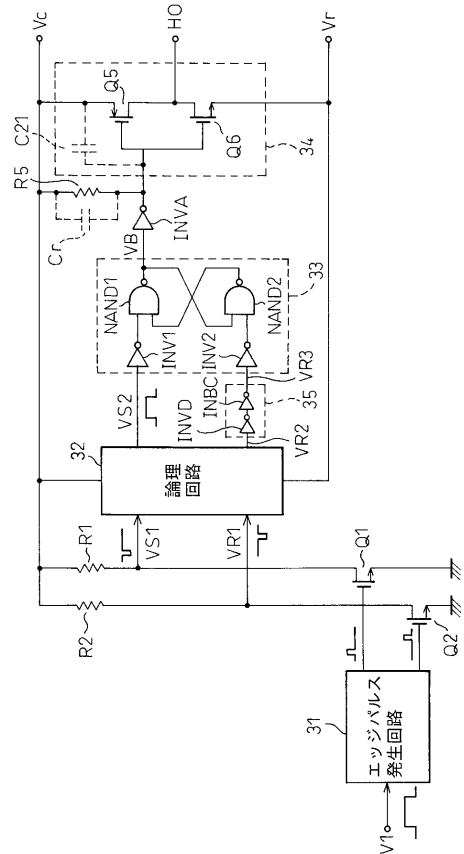 V1
エッジパルス
発生回路
31
Q2
Q1
R2
R1
VS1
VR1
32
論理
回路
VS2
VR2
INVD
INBC
35
VR3
INV1
INV2
NAND1
NAND2
33
VB
INVA
Cr
R5
C21
Q5
Q6
34
Vc
HO
Vr